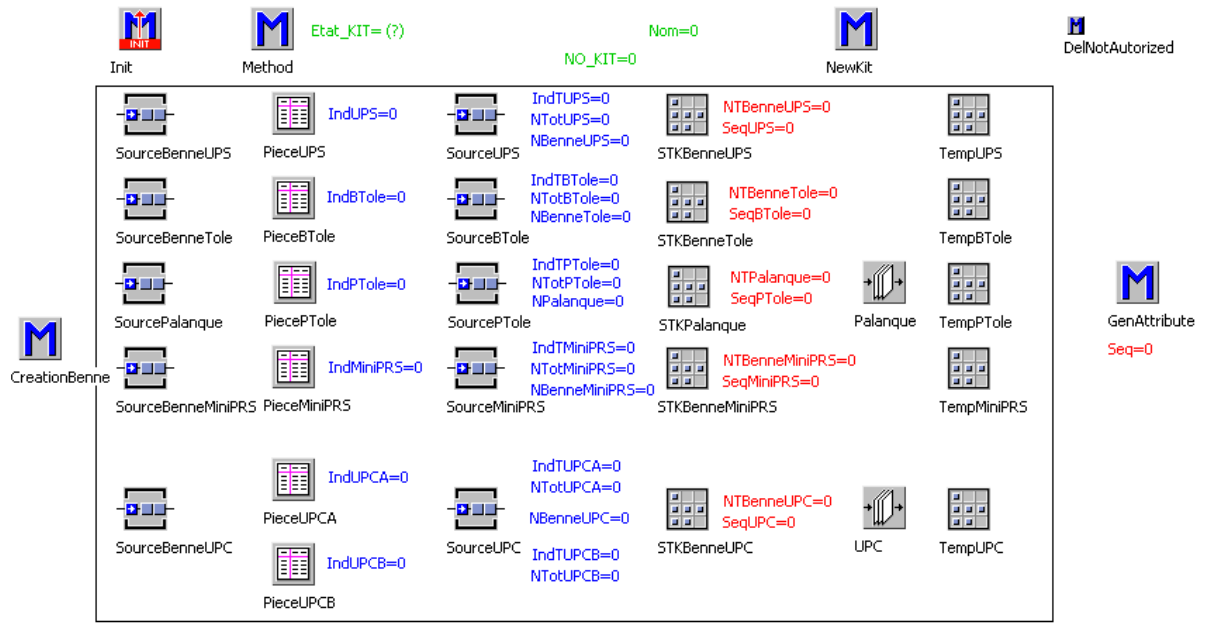 Etat_KIT= (?)
Nom=0
NO_KIT=0
INIT
Init
Method
NewKit
DelNotAutorized
SourceBenneUPS
PieceUPS
IndUPS=0
SourceUPS
IndTUPS=0
NTotUPS=0
NBenneUPS=0
STKBenneUPS
NTBenneUPS=0
SeqUPS=0
TempUPS
SourceBenneTole
PieceBTole
IndBTole=0
SourceBTole
IndTBTole=0
NTotBTole=0
NBenneTole=0
STKBenneTole
NTBenneTole=0
SeqBTole=0
TempBTole
SourcePalanque
PiecePTole
IndPTole=0
SourcePTole
IndTPTole=0
NTotPTole=0
NPalanque=0
STKPalanque
NTPalanque=0
SeqPTole=0
Palanque
TempPTole
GenAttribute
Seq=0
CreationBenne
SourceBenneMiniPRS
PieceMiniPRS
IndMiniPRS=0
SourceMiniPRS
IndTMiniPRS=0
NTotMiniPRS=0
NBenneMiniPRS=0
STKBenneMiniPRS
NTBenneMiniPRS=0
SeqMiniPRS=0
TempMiniPRS
SourceBenneUPC
PieceUPCA
IndUPCA=0
PieceUPCB
IndUPCB=0
SourceUPC
IndTUPCA=0
NTotUPCA=0
NBenneUPC=0
IndTUPCB=0
NTotUPCB=0
STKBenneUPC
NTBenneUPC=0
SeqUPC=0
UPC
TempUPC